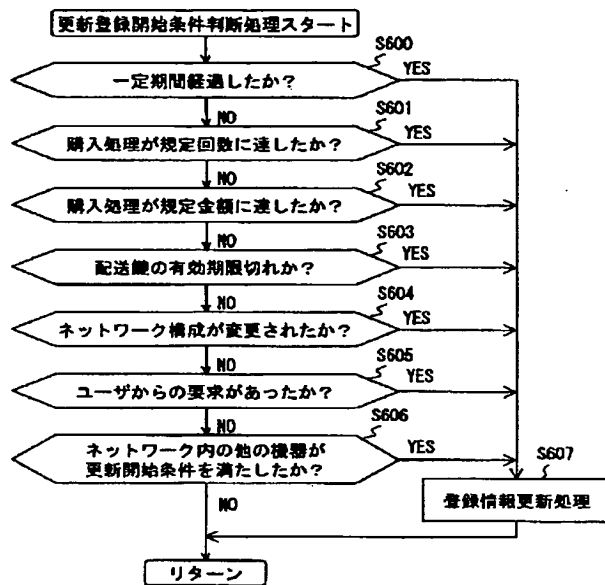 更新登録開始条件判断処理スタート
S600
一定期間経過したか？
YES
NO
S601
購入処理が規定回数に達したか？
YES
NO
S602
購入処理が規定金額に達したか？
YES
NO
S603
配送鍵の有効期限切れか？
YES
NO
S604
ネットワーク構成が変更されたか？
YES
NO
S605
ユーザからの要求があったか？
YES
NO
S606
ネットワーク内の他の機器が
更新開始条件を満たしたか？
YES
S607
登録情報更新処理
NO
リターン